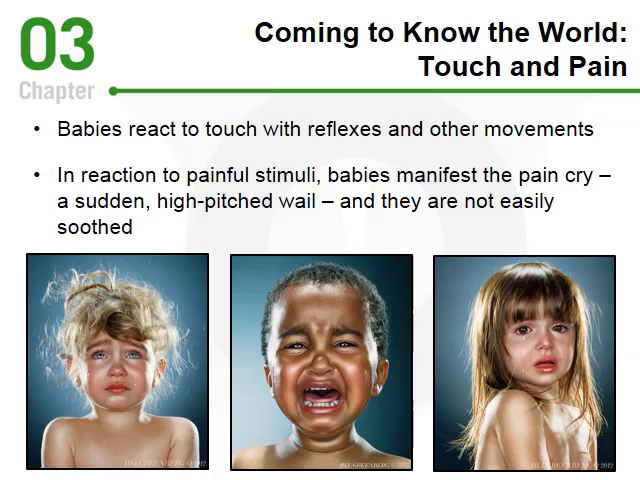 03
Chapter
Coming to Know the World:
Touch and Pain
• Babies react to touch with reflexes and other movements
• In reaction to painful stimuli, babies manifest the pain cry –
a sudden, high-pitched wail – and they are not easily
soothed
JILL GREENBERG © 2012
JILL GREENBERG ©
JILL GREENBERG © 2012